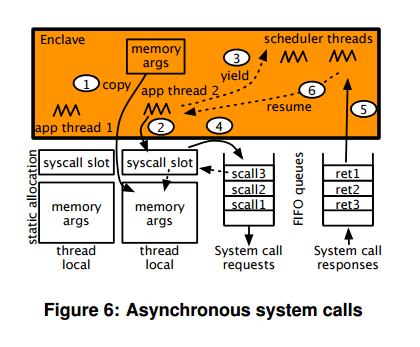 Enclave
memory
args
scheduler threads
1
copy
3
yield
app thread 2
6
resume
app thread 1
2
4
5
static allocation
syscall slot
syscall slot
memory
args
memory
args
thread
local
thread
local
scall3
scall2
scall1
FIFO queues
ret1
ret2
ret3
System call
requests
System call
responses
Figure 6: Asynchronous system calls